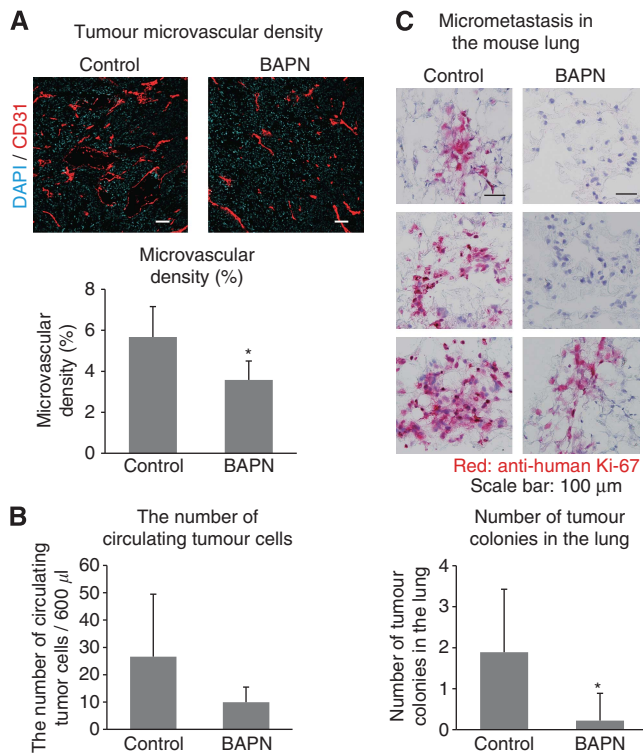 A
Tumour microvascular density
Control
BAPN
DAPI / CD31
Microvascular
density (%)
Microvascular
density (%)
8
6
4
2
0
*
Control
BAPN
B
The number of
circulating tumour cells
The number of circulating
tumor cells / 600 μl
60
50
40
30
20
10
0
Control
BAPN
C
Micrometastasis in
the mouse lung
Control
BAPN
Red: anti-human Ki-67
Scale bar: 100 μm
Number of tumour
colonies in the lung
Number of tumour
colonies in the lung
4
3
2
1
0
*
Control
BAPN